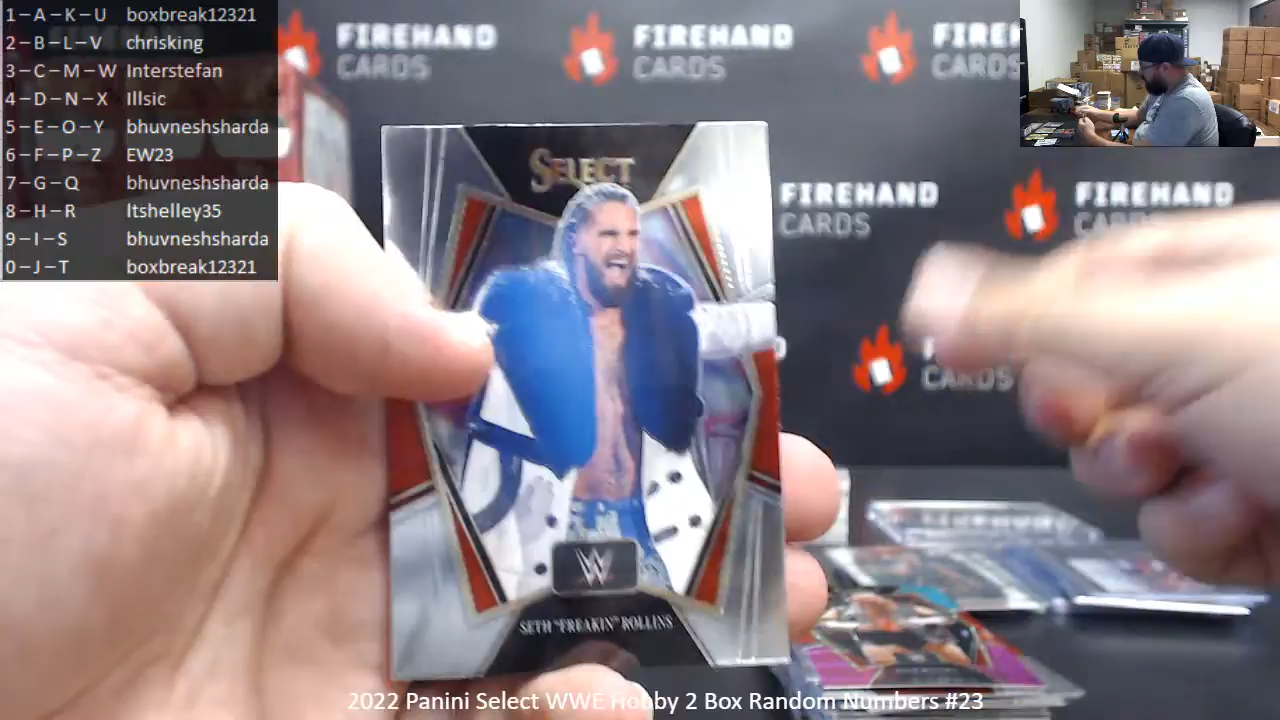 1-A-K-U boxbreak12321
2-B-L-V chrisking
3-C-M-W Interstefan
4-D-N-X Illsic
5-E-O-Y bhuvneshsharda
6-F-P-Z EW23
7-G-Q bhuvneshsharda
8-H-R Itshelley35
9-I-S bhuvneshsharda
0-J-T boxbreak12321
FIREHAND
CARDS
FIREHAND
CARDS
FIRE
CARDS
FIREHAND
CARDS
FIREHAND
CARDS
CARDS
SELECT
W
SETH "FREAKIN" ROLLINS
2022 Panini Select WWE Hobby 2 Box Random Numbers #23